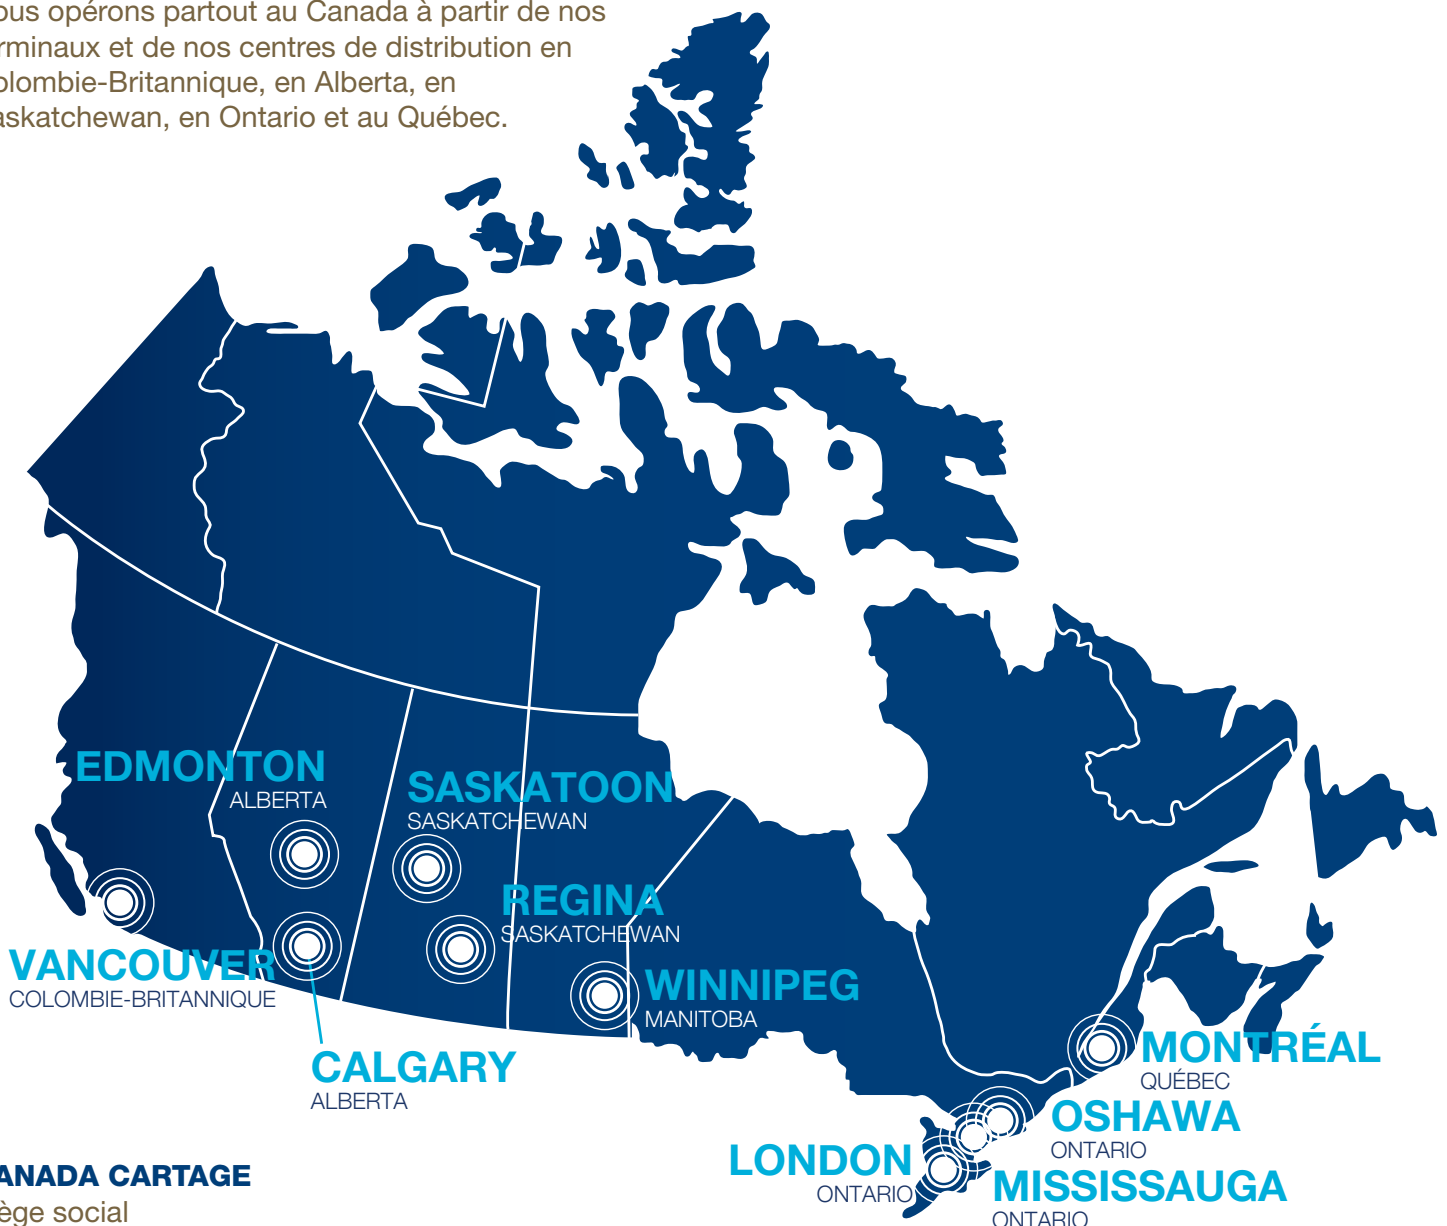 ous opérons partout au Canada à partir de nos
rminaux et de nos centres de distribution en
olombie-Britannique, en Alberta, en
askatchewan, en Ontario et au Québec.
EDMONTON
ALBERTA
SASKATOON
SASKATCHEWAN
REGINA
SASKATCHEWAN
VANCOUVER
COLOMBIE-BRITANNIQUE
WINNIPEG
MANITOBA
CALGARY
ALBERTA
MONTRÉAL
QUÉBEC
OSHAWA
ONTARIO
LONDON
ONTARIO
MISSISSAUGA
ONTARIO
ANADA CARTAGE
ège social